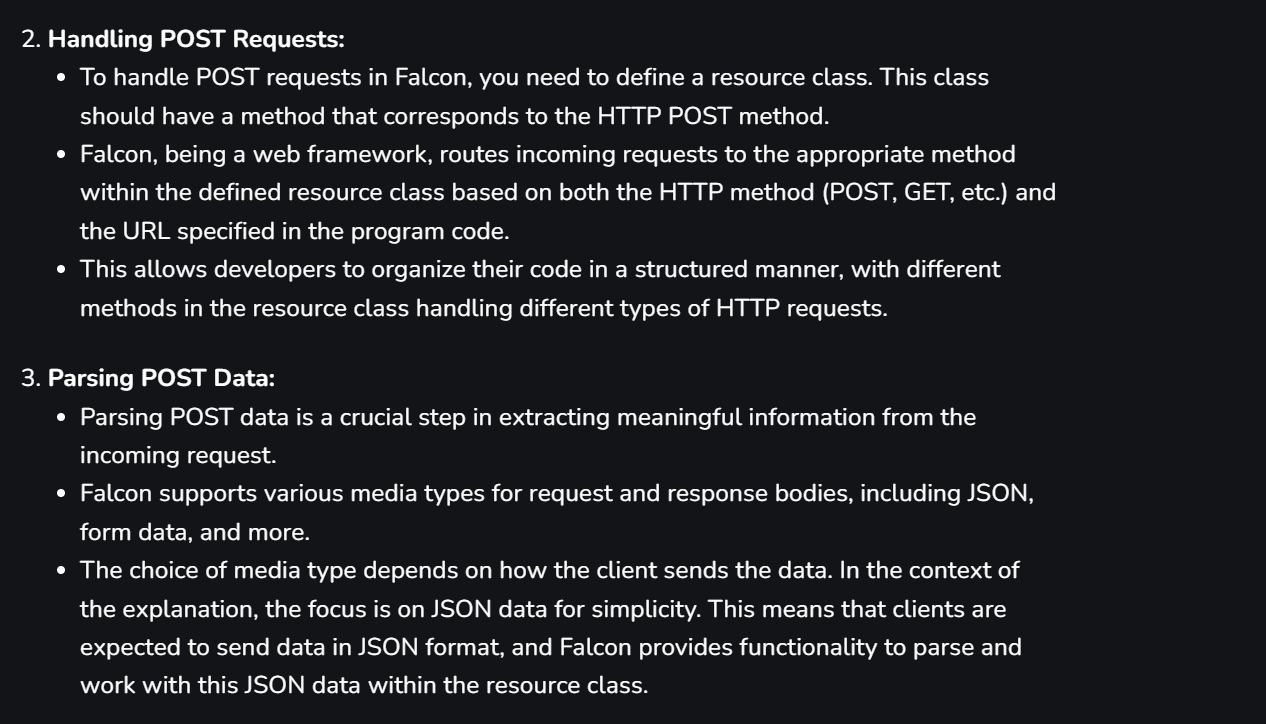 2. Handling POST Requests:
• To handle POST requests in Falcon, you need to define a resource class. This class
should have a method that corresponds to the HTTP POST method.
• Falcon, being a web framework, routes incoming requests to the appropriate method
within the defined resource class based on both the HTTP method (POST, GET, etc.) and
the URL specified in the program code.
• This allows developers to organize their code in a structured manner, with different
methods in the resource class handling different types of HTTP requests.
3. Parsing POST Data:
• Parsing POST data is a crucial step in extracting meaningful information from the
incoming request.
• Falcon supports various media types for request and response bodies, including JSON,
form data, and more.
• The choice of media type depends on how the client sends the data. In the context of
the explanation, the focus is on JSON data for simplicity. This means that clients are
expected to send data in JSON format, and Falcon provides functionality to parse and
work with this JSON data within the resource class.